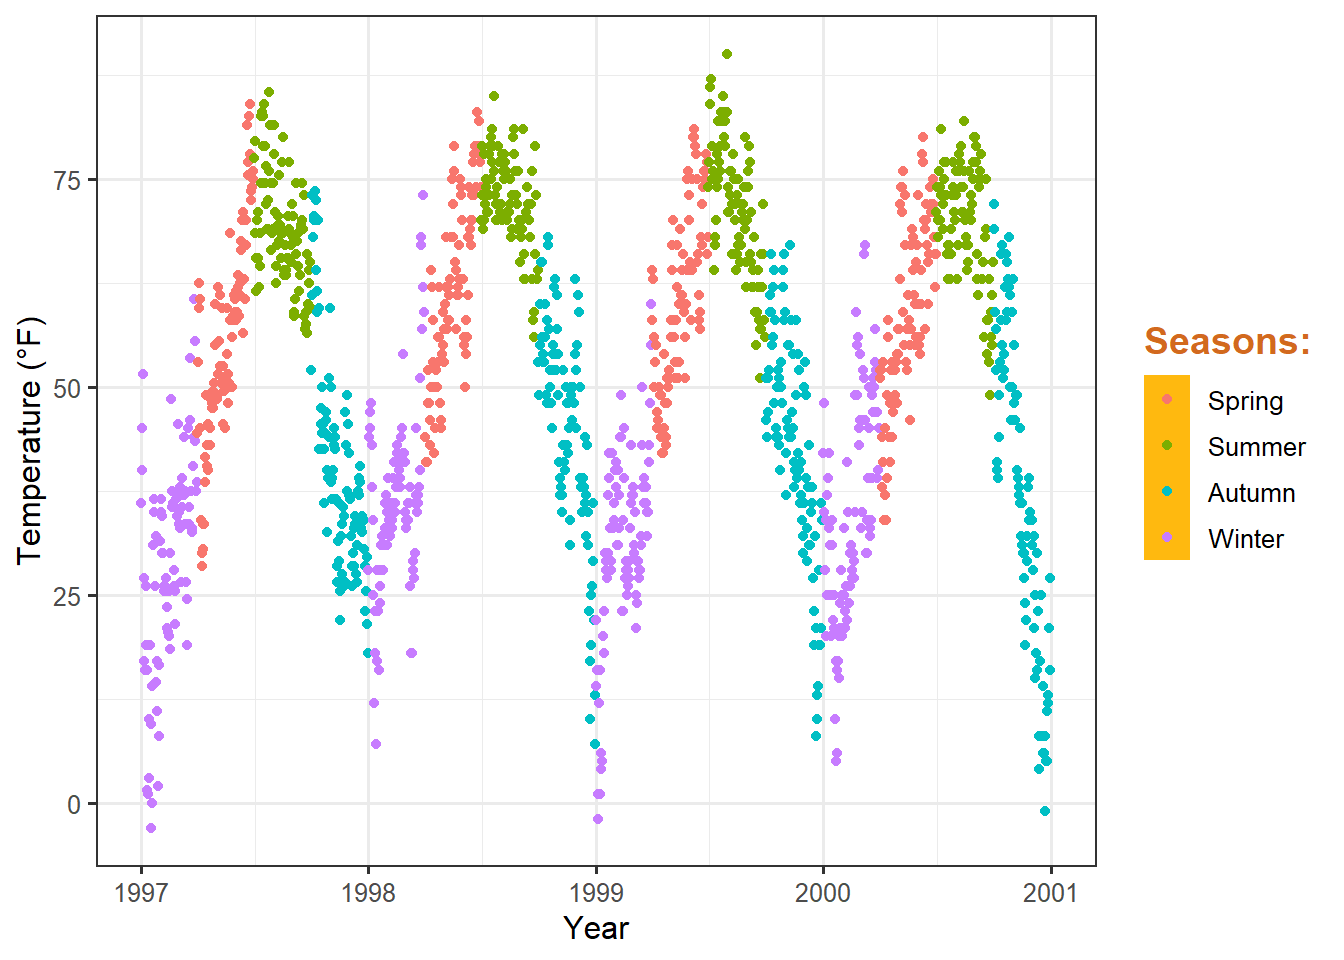 75
50
25
0
Temperature (°F)
1997 1998 1999 2000 2001
Year
Seasons:
Spring
Summer
Autumn
Winter